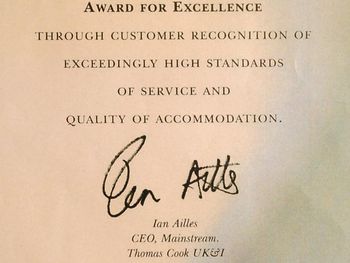 AWARD FOR EXCELLENCE
THROUGH CUSTOMER RECOGNITION OF
EXCEEDINGLY HIGH STANDARDS
OF SERVICE AND
QUALITY OF ACCOMMODATION.
Ian Ailles
Ian Ailles
CEO, Mainstream.
Thomas Cook UK&I